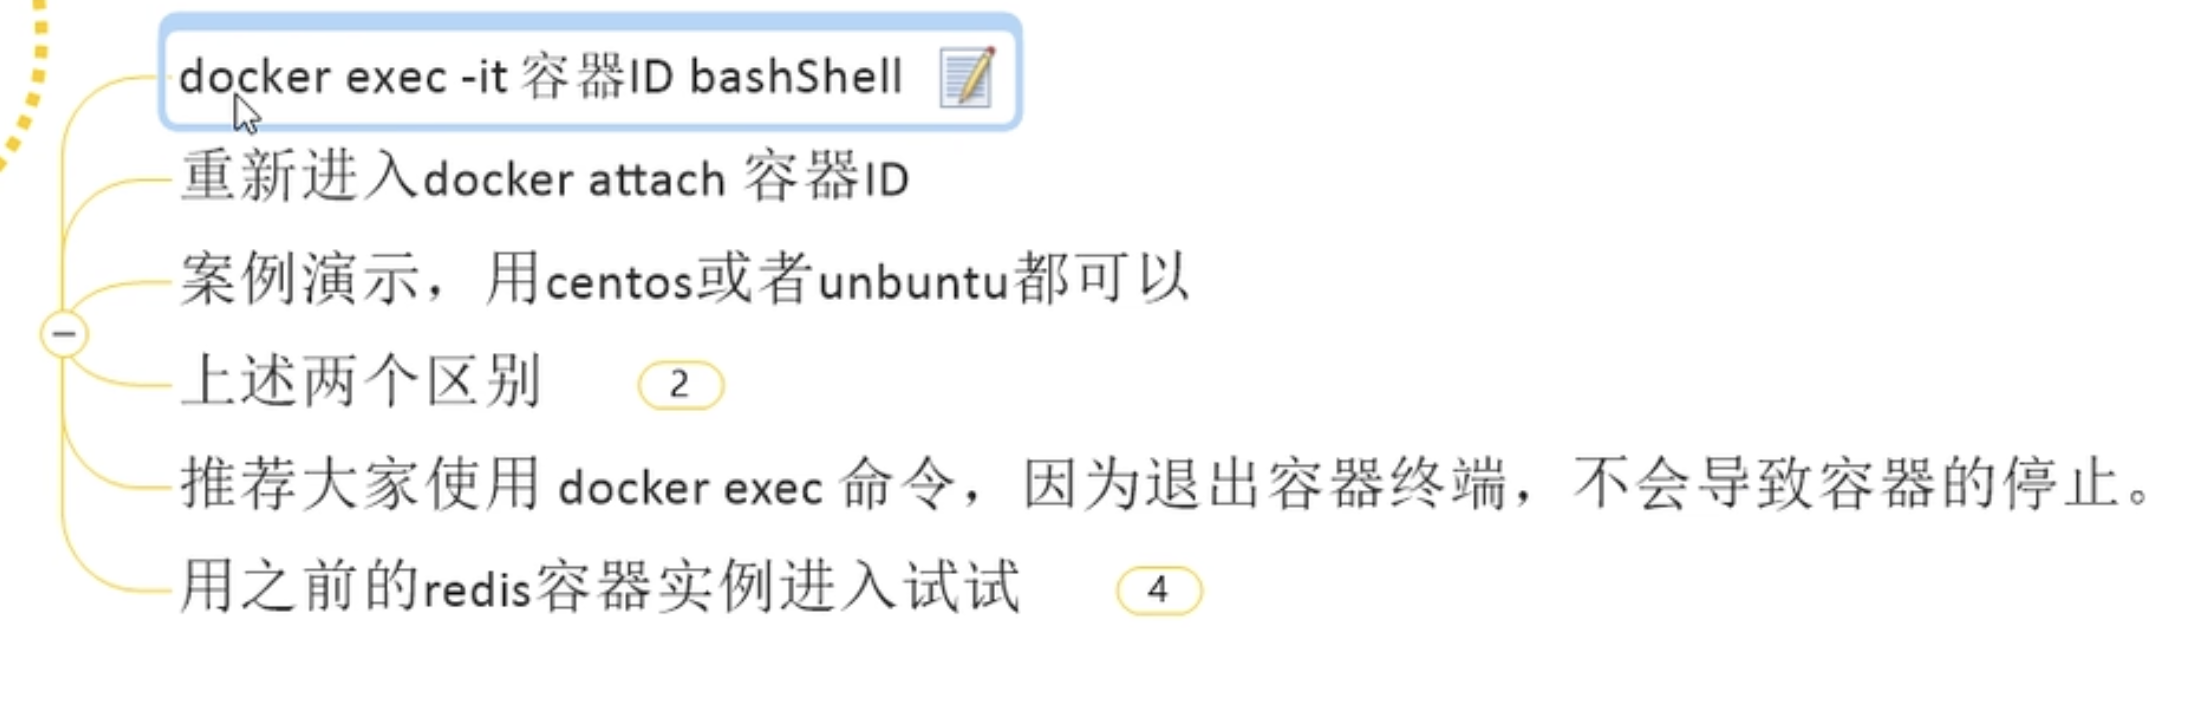 docker exec -it 容器ID bashShell
重新进入docker attach 容器ID
案例演示，用centos或者unbuntu都可以
上述两个区别 2
推荐大家使用 docker exec 命令，因为退出容器终端，不会导致容器的停止。
用之前的redis容器实例进入试试 4